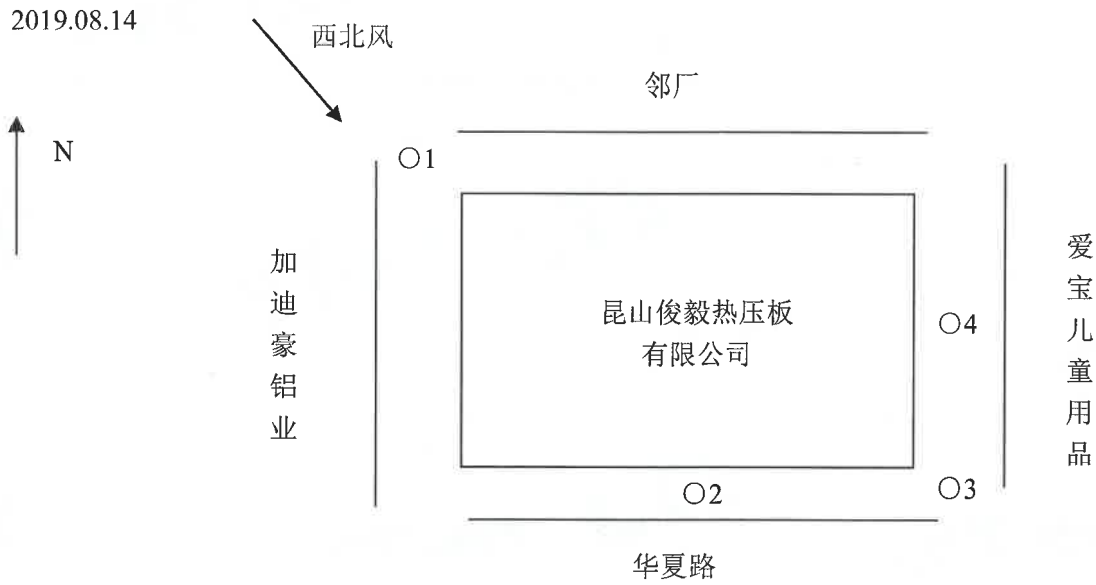 2019.08.14
西北风
邻厂
N
○1
加迪豪铝业
昆山俊毅热压板
有限公司
○4
爱宝儿童用品
○2
○3
华夏路